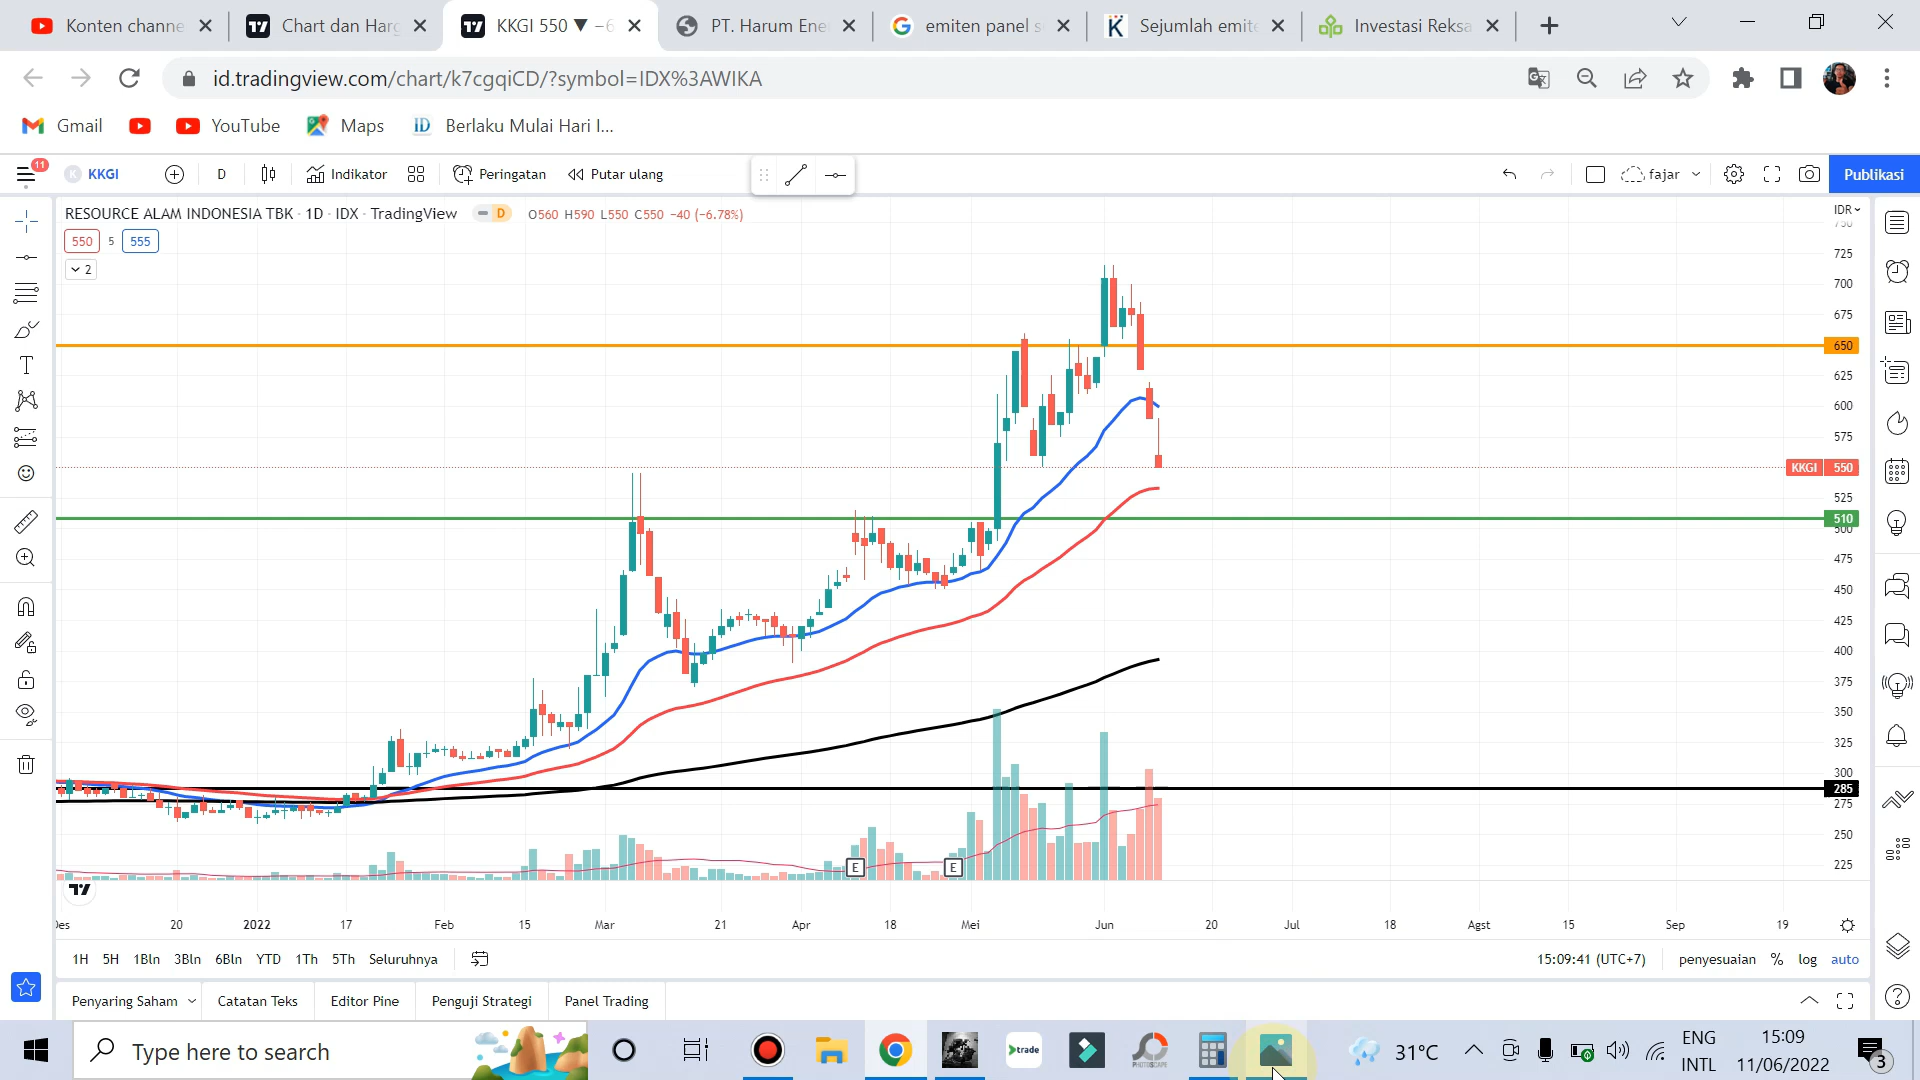 Konten channe
Chart dan Harg
KKGI 550 ▼ −6
PT. Harum Ene
emiten panel s
Sejumlah emite
Investasi Reksa
id.tradingview.com/chart/k7cgqiCD/?symbol=IDX%3AWIKA
Gmail
YouTube
Maps
Berlaku Mulai Hari I...
11
KKGI
D
Indikator
Peringatan
Putar ulang
fajar
Publikasi
RESOURCE ALAM INDONESIA TBK · 1D · IDX · TradingView
D
O560 H590 L550 C550 −40 (−6.78%)
IDR
550
5
555
2
750
725
700
675
650
625
600
575
KKGI 550
525
510
500
475
450
425
400
375
350
325
300
285
275
250
225
E
E
Des
20
2022
17
Feb
15
Mar
21
Apr
18
Mei
Jun
20
Jul
18
Agst
15
Sep
19
1H 5H 1Bln 3Bln 6Bln YTD 1Th 5Th Seluruhnya
15:09:41 (UTC+7)
penyesuaian % log auto
Penyaring Saham
Catatan Teks
Editor Pine
Penguji Strategi
Panel Trading
Type here to search
trade
PHOTOSCAPE
31°C
ENG
INTL
15:09
11/06/2022
3